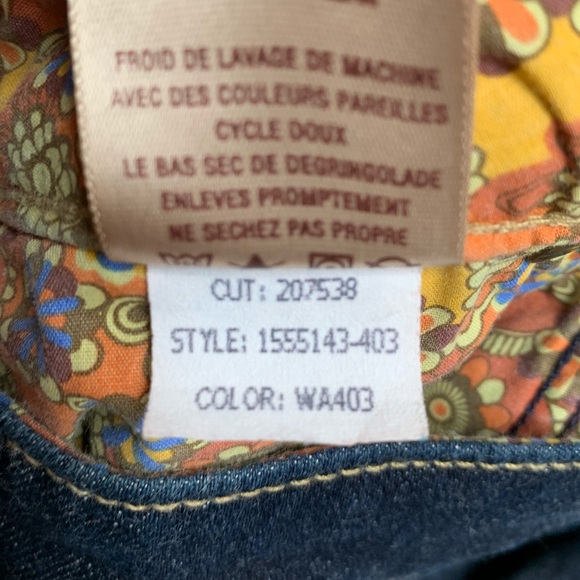 FROID DE LAVAGE DE MACHINE
AVEC DES COULEURS PAREILLES
CYCLE DOUX
LE BAS SEC DE DEGRINGOLADE
ENLEVES PROMPTEMENT
NE SECHEZ PAS PROPRE
CUT: 207538
STYLE: 1555143-403
COLOR: WA403